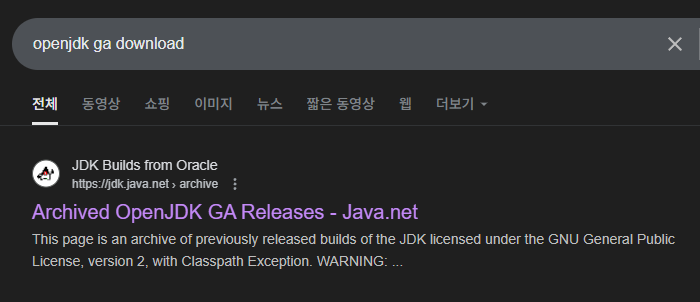 openjdk ga download
전체 동영상 쇼핑 이미지 뉴스 짧은 동영상 웹 더보기
JDK Builds from Oracle
https://jdk.java.net › archive
Archived OpenJDK GA Releases - Java.net
This page is an archive of previously released builds of the JDK licensed under the GNU General Public
License, version 2, with Classpath Exception. WARNING: ...